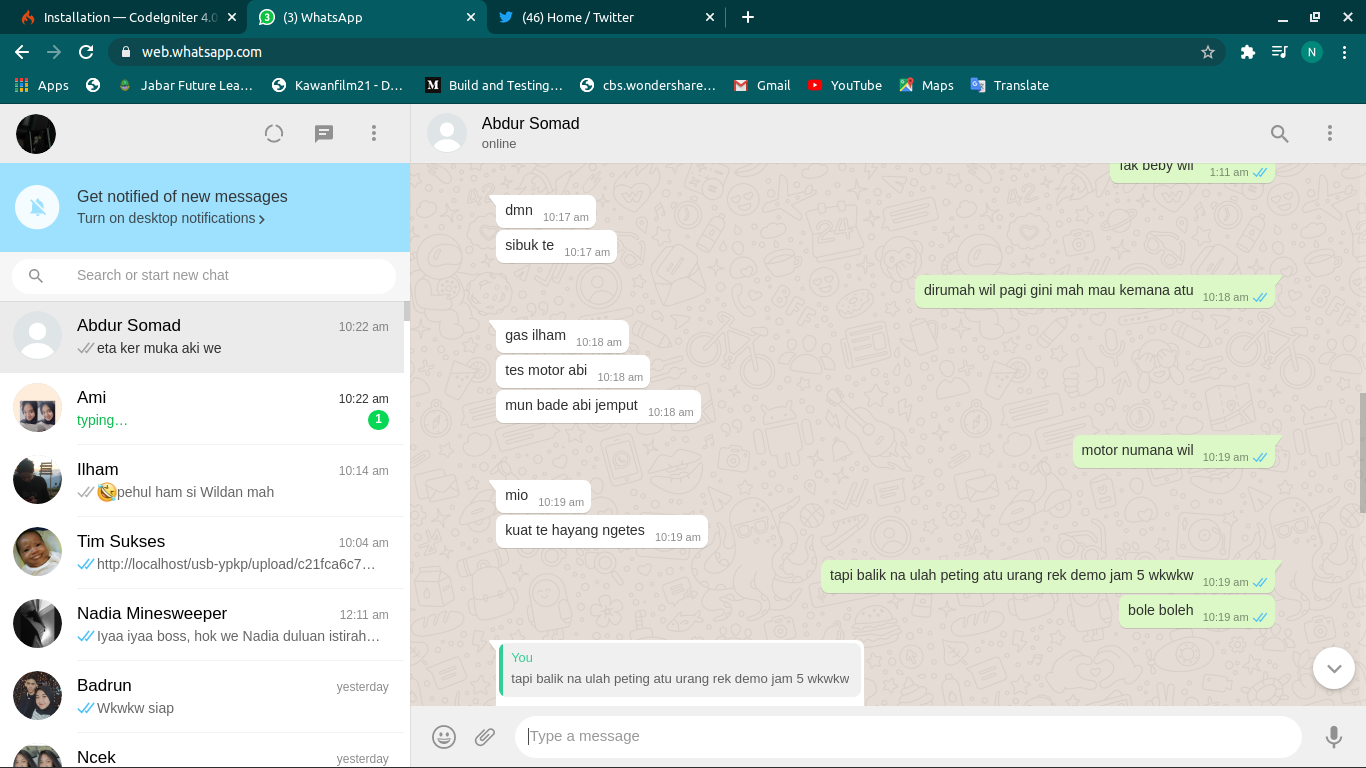 Installation — CodeIgniter 4.0
(3) WhatsApp
(46) Home / Twitter
web.whatsapp.com
N
Apps
Jabar Future Lea…
Kawanfilm21 - D…
Build and Testing…
cbs.wondershare…
Gmail
YouTube
Maps
Translate
Get notified of new messages
Turn on desktop notifications
Search or start new chat
Abdur Somad
10:22 am
eta ker muka aki we
Ami
10:22 am
typing…
1
Ilham
10:14 am
🤣pehul ham si Wildan mah
Tim Sukses
10:04 am
http://localhost/usb-ypkp/upload/c21fca6c7…
Nadia Minesweeper
12:11 am
Iyaa iyaa boss, hok we Nadia duluan istirah…
Badrun
yesterday
Wkwkw siap
Ncek
yesterday
Abdur Somad
online
Tak beby wil 1:11 am
dmn 10:17 am
sibuk te 10:17 am
dirumah wil pagi gini mah mau kemana atu 10:18 am
gas ilham 10:18 am
tes motor abi 10:18 am
mun bade abi jemput 10:18 am
motor numana wil 10:19 am
mio 10:19 am
kuat te hayang ngetes 10:19 am
tapi balik na ulah peting atu urang rek demo jam 5 wkwkw 10:19 am
bole boleh 10:19 am
You
tapi balik na ulah peting atu urang rek demo jam 5 wkwkw
Type a message